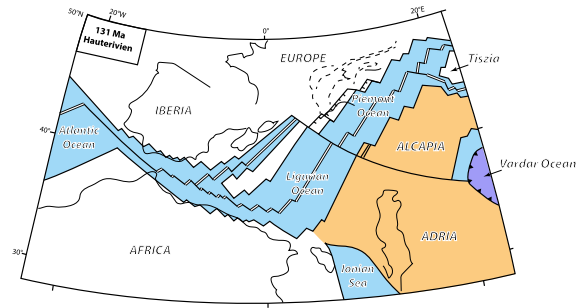 50°N
20°W
131 Ma
Hauterivien
0°
20°E
EUROPE
Tiszia
IBERIA
Piemont
Ocean
40°
Atlantic
Ocean
ALCAPIA
Vardar Ocean
Ligurian
Ocean
AFRICA
ADRIA
30°
Ionian
Sea